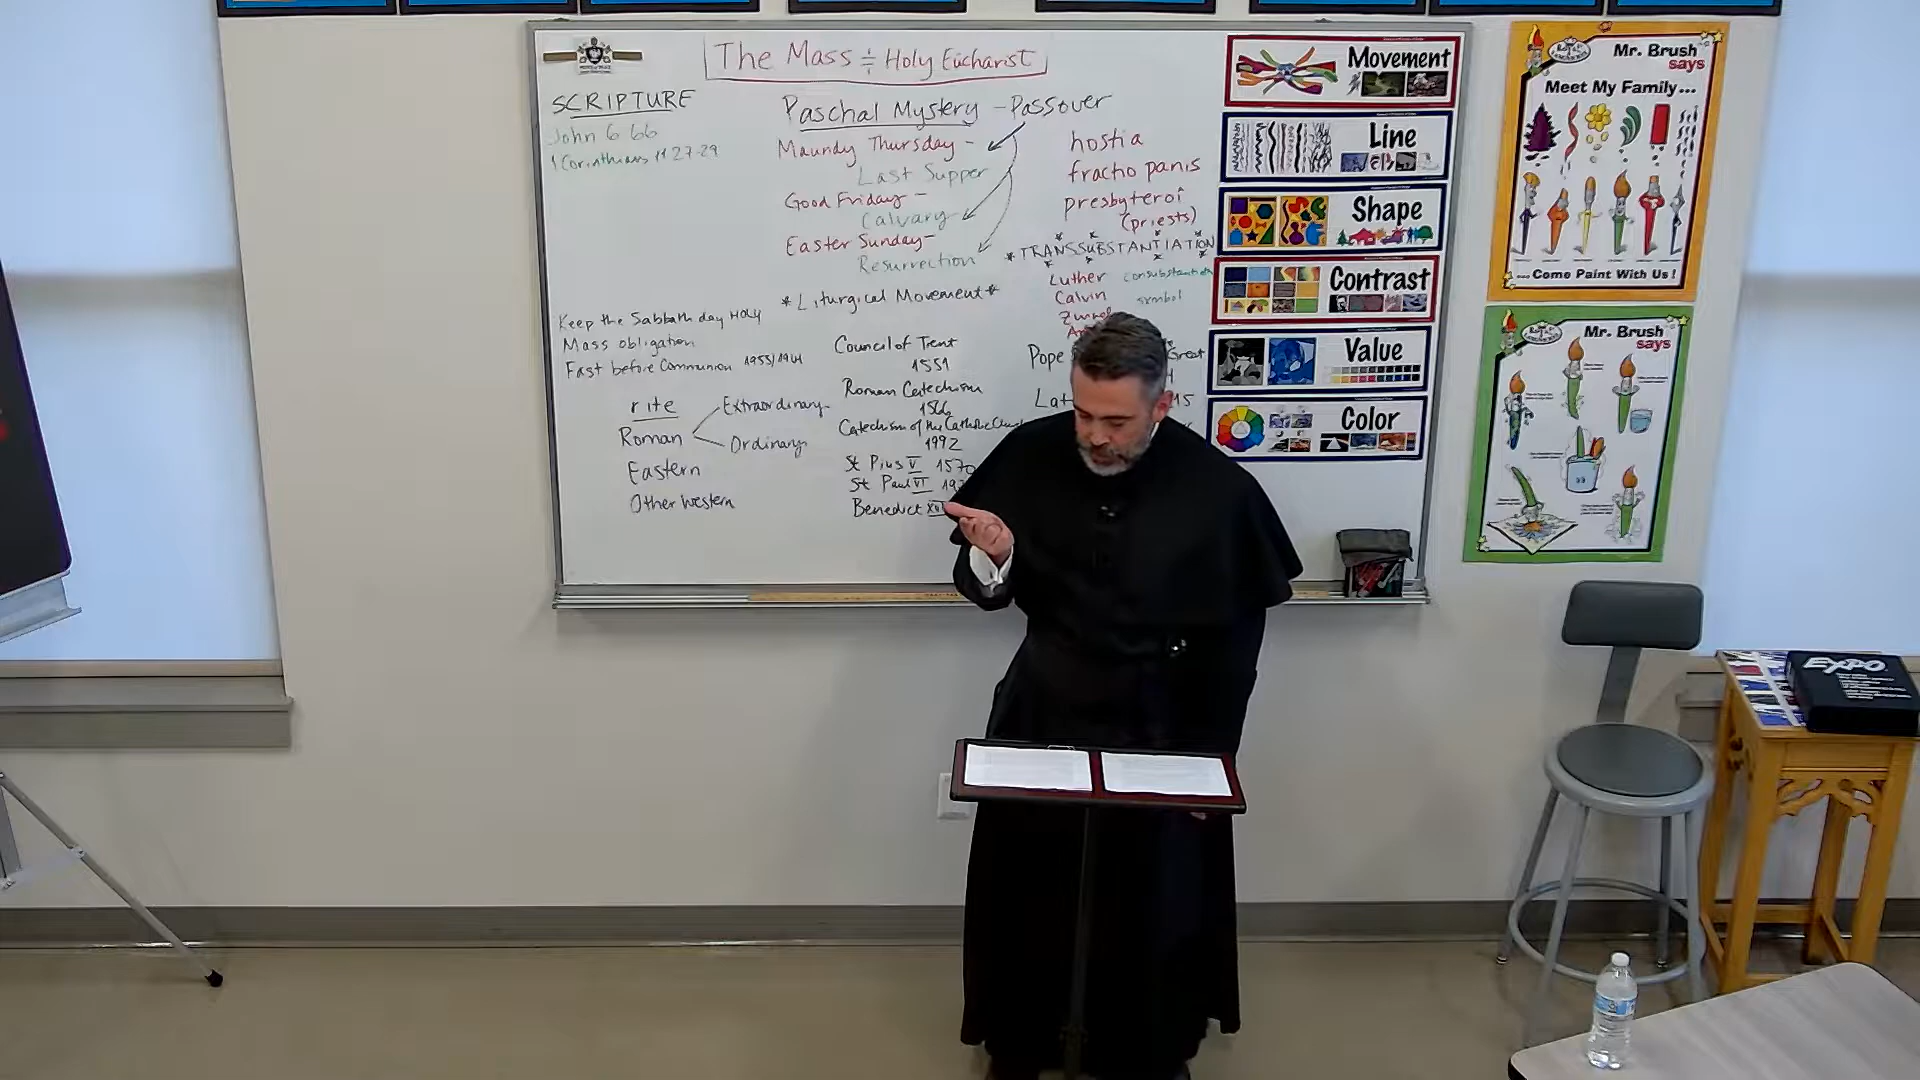 The Mass & Holy Eucharist
SCRIPTURE
John 6 66
1 Corinthians 11 27-29
Paschal Mystery - Passover
Maundy Thursday -
Last Supper
Good Friday -
Calvary
Easter Sunday -
Resurrection
* Liturgical Movement *
Keep the Sabbath day HOLY
Mass obligation
Fast before Communion 1953/1964
rite
Roman
Extraordinary
Ordinary
Eastern
Other Western
Council of Trent
1551
Roman Catechism
1566
Catechism of the Catholic
1992
St Pius V 1570
St Paul VI
Benedict
hostia
fractio panis
presbyteroi
(priests)
* TRANSSUBSTANTIATION
Luther
Calvin symbol
Pope Great
15
Movement
Line
Shape
Contrast
Value
Color
Mr. Brush
says
Meet My Family...
...Come Paint With Us!
Mr. Brush
says
EXPO